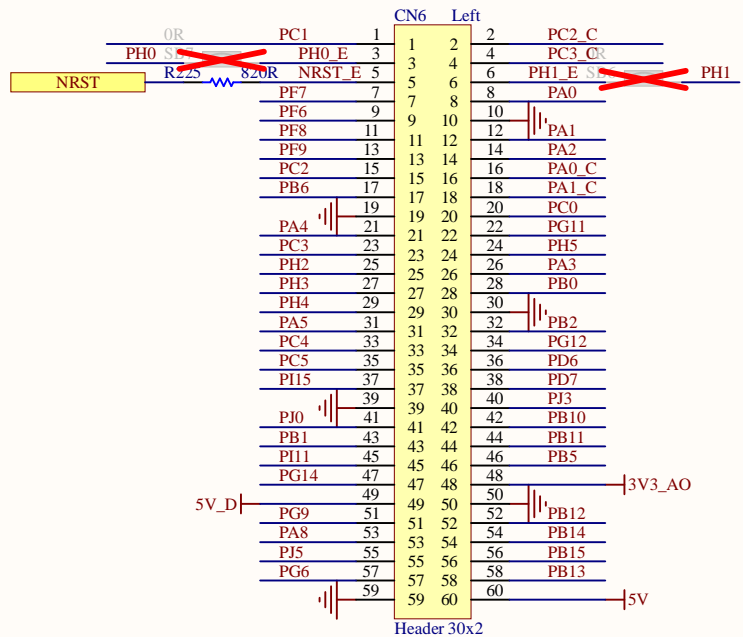 CN6 Left
0R PC1 1 1 2 2 PC2_C
PH0 PH0_E 3 3 4 4 PC3_C
NRST R225 820R NRST_E 5 5 6 6 PH1_E PH1
PF7 7 7 8 8 PA0
PF6 9 9 10 10
PF8 11 11 12 12 PA1
PF9 13 13 14 14 PA2
PC2 15 15 16 16 PA0_C
PB6 17 17 18 18 PA1_C
19 19 20 20 PC0
PA4 21 21 22 22 PG11
PC3 23 23 24 24 PH5
PH2 25 25 26 26 PA3
PH3 27 27 28 28 PB0
PH4 29 29 30 30
PA5 31 31 32 32 PB2
PC4 33 33 34 34 PG12
PC5 35 35 36 36 PD6
PI15 37 37 38 38 PD7
39 39 40 40 PJ3
PJ0 41 41 42 42 PB10
PB1 43 43 44 44 PB11
PI11 45 45 46 46 PB5
PG14 47 47 48 48 3V3_AO
5V_D 49 49 50 50
PG9 51 51 52 52 PB12
PA8 53 53 54 54 PB14
PJ5 55 55 56 56 PB15
PG6 57 57 58 58 PB13
59 59 60 60 5V
Header 30x2